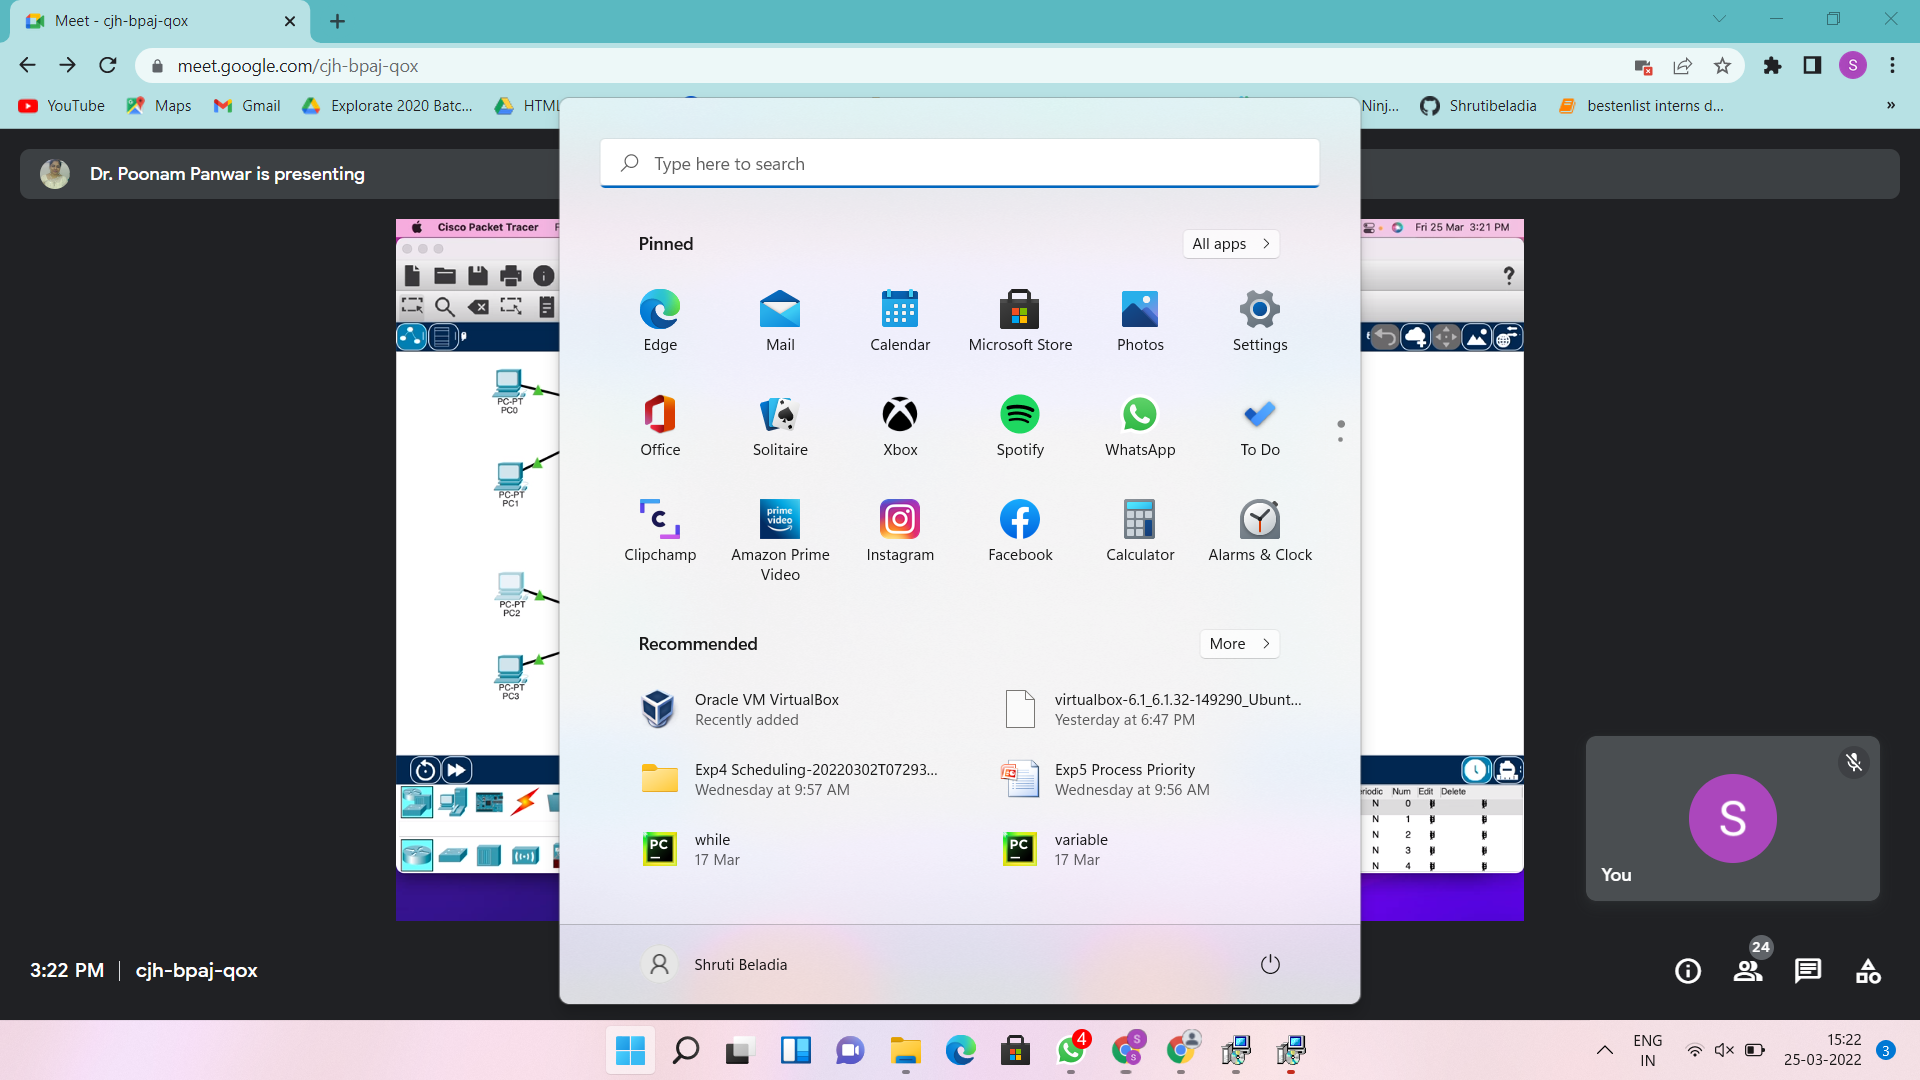 Meet - cjh-bpaj-qox
meet.google.com/cjh-bpaj-qox
S
YouTube
Maps
Gmail
Explorate 2020 Batc...
HTML
Ninj...
Shrutibeladia
bestenlist interns d...
»
Dr. Poonam Panwar is presenting
Cisco Packet Tracer
Fri 25 Mar 3:21 PM
?
PC-PT
PC0
PC-PT
PC1
PC-PT
PC2
PC-PT
PC3
Type here to search
Pinned
All apps
Edge
Mail
Calendar
Microsoft Store
Photos
Settings
Office
Solitaire
Xbox
Spotify
WhatsApp
To Do
prime
video
Clipchamp
Amazon Prime
Video
Instagram
Facebook
Calculator
Alarms & Clock
Recommended
More
Oracle VM VirtualBox
Recently added
virtualbox-6.1_6.1.32-149290_Ubunt...
Yesterday at 6:47 PM
Exp4 Scheduling-20220302T07293...
Wednesday at 9:57 AM
Exp5 Process Priority
Wednesday at 9:56 AM
PC
while
17 Mar
PC
variable
17 Mar
Shruti Beladia
riodic Num Edit Delete
N 0
N 1
N 2
N 3
N 4
S
You
3:22 PM | cjh-bpaj-qox
24
4
S
S
ENG
IN
15:22
25-03-2022
3